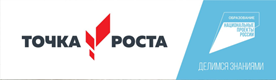 ТОЧКА РОСТА
НАЦИОНАЛЬНЫЕ
ПРОЕКТЫ
РОССИИ
ДЕЛИМСЯ ЗНАНИЯМИ